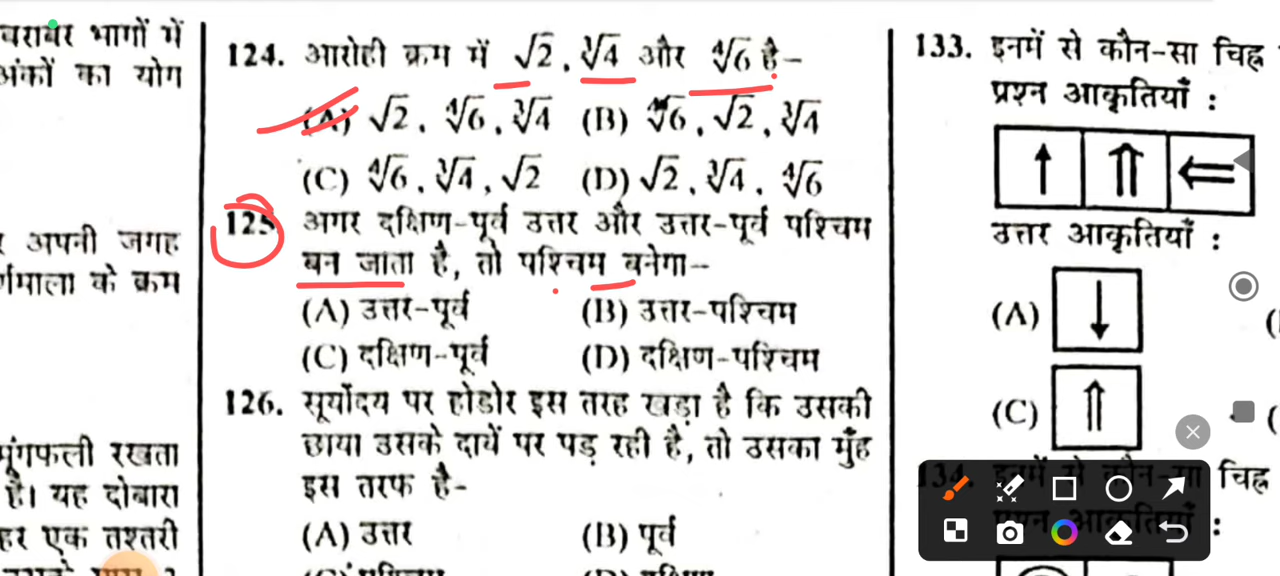 बराबर भागों में
अंकों का योग
अपनी जगह
के क्रम
मूंगफली रखता
है। यह दोबारा
एक तश्तरी
124. आरोही क्रम में √2, ∛4 और ∜6 है–
(A) √2, ∜6, ∛4 (B) ∜6, √2, ∛4
(C) ∜6, ∛4, √2 (D) √2, ∛4, ∜6
125 अगर दक्षिण-पूर्व उत्तर और उत्तर-पूर्व पश्चिम
बन जाता है, तो पश्चिम बनेगा–
(A) उत्तर-पूर्व (B) उत्तर-पश्चिम
(C) दक्षिण-पूर्व (D) दक्षिण-पश्चिम
126. सूर्योदय पर होडोर इस तरह खड़ा है कि उसकी
छाया उसके दायें पर पड़ रही है, तो उसका मुँह
इस तरफ है-
(A) उत्तर (B) पूर्व
133. इनमें से कौन-सा चिह्न
प्रश्न आकृतियाँ :
उत्तर आकृतियाँ :
(A)
(C)
134. इनमें से कौन-सा चिह्न
प्रश्न आकृतियाँ :